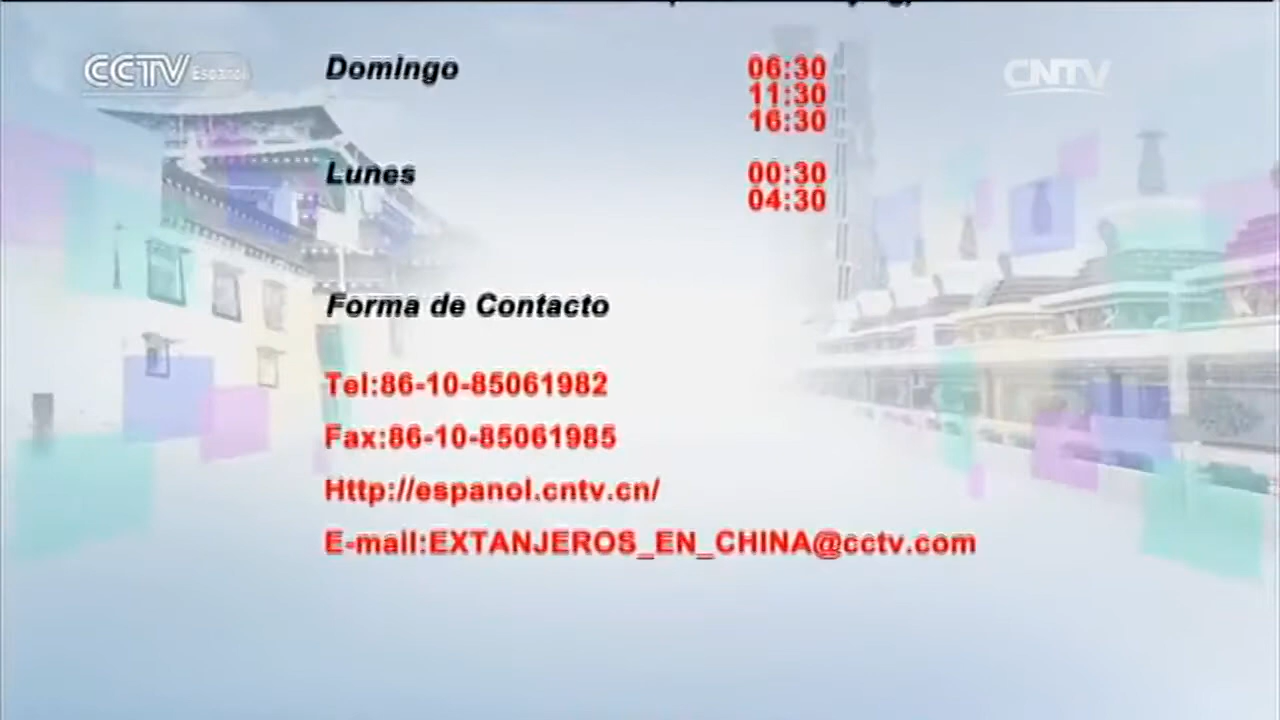 CCTV Español
CNTV
Domingo 06:30
11:30
16:30
Lunes 00:30
04:30
Forma de Contacto
Tel:86-10-85061982
Fax:86-10-85061985
Http://espanol.cntv.cn/
E-mail:EXTANJEROS_EN_CHINA@cctv.com